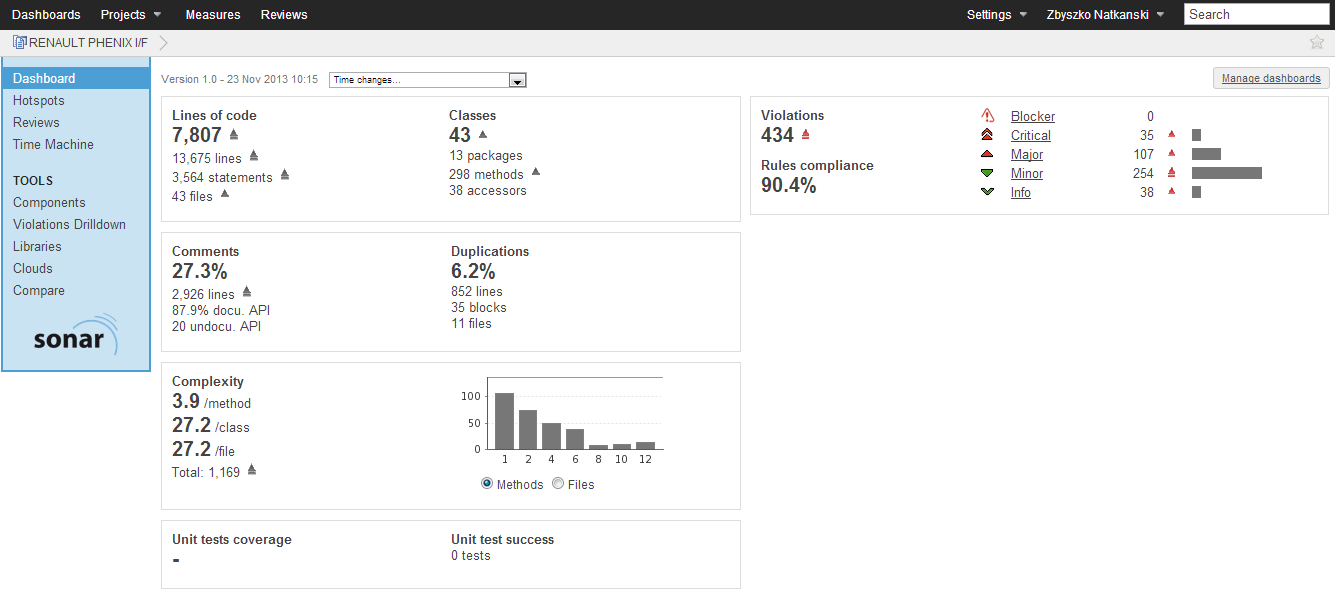 Dashboards Projects Measures Reviews Settings Zbyszko Natkanski Search
RENAULT PHENIX I/F
Dashboard
Hotspots
Reviews
Time Machine
TOOLS
Components
Violations Drilldown
Libraries
Clouds
Compare
sonar
Version 1.0 - 23 Nov 2013 10:15 Time changes... Manage dashboards
Lines of code
7,807
13,675 lines
3,564 statements
43 files
Classes
43
13 packages
298 methods
38 accessors
Comments
27.3%
2,926 lines
87.9% docu. API
20 undocu. API
Duplications
6.2%
852 lines
35 blocks
11 files
Complexity
3.9 /method
27.2 /class
27.2 /file
Total: 1,169
100
50
0
1 2 4 6 8 10 12
Methods Files
Unit tests coverage
-
Unit test success
0 tests
Violations
434
Rules compliance
90.4%
Blocker 0
Critical 35
Major 107
Minor 254
Info 38